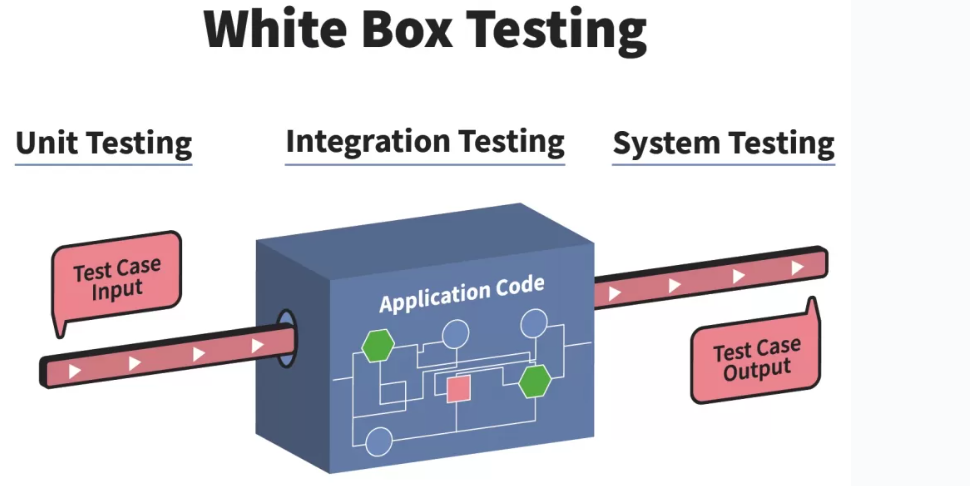 White Box Testing
Unit Testing
Integration Testing
System Testing
Test Case
Input
Application Code
Test Case
Output